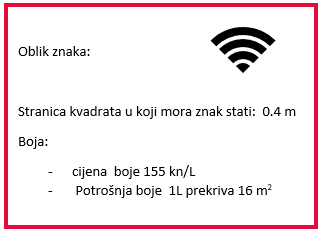 Oblik znaka:
Stranica kvadrata u koji mora znak stati: 0.4 m
Boja:
- cijena boje 155 kn/L
- Potrošnja boje 1L prekriva 16 m²